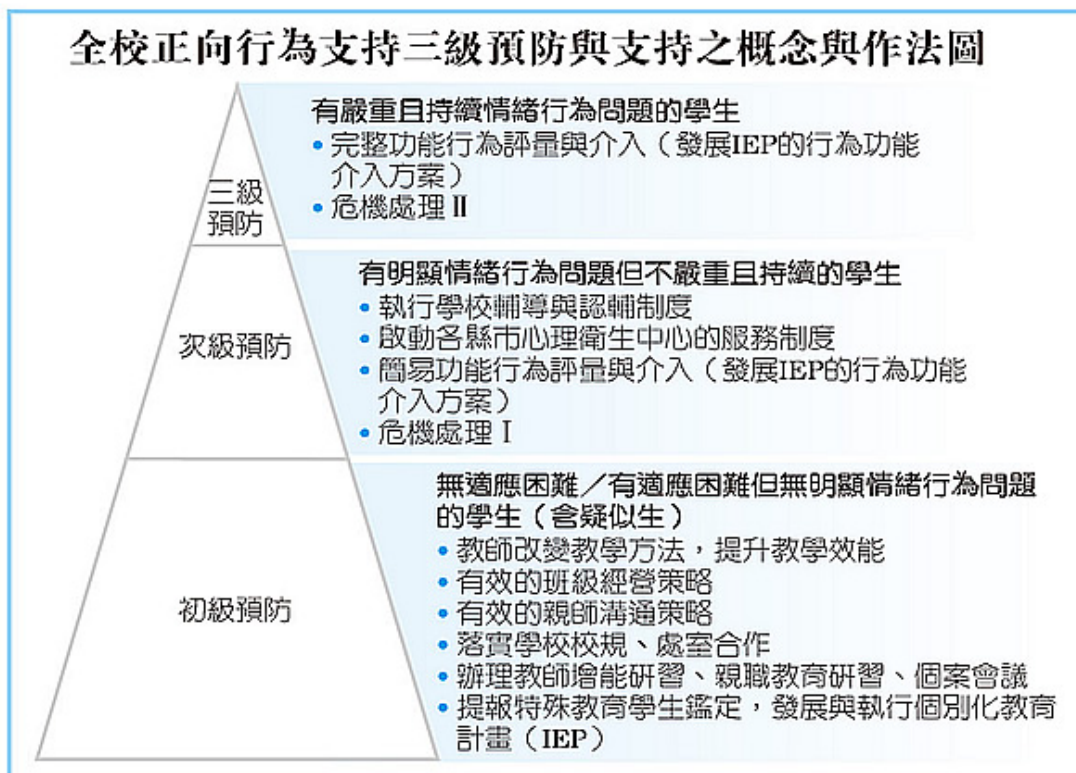 全校正向行為支持三級預防與支持之概念與作法圖
有嚴重且持續情緒行為問題的學生
• 完整功能行為評量與介入（發展IEP的行為功能
介入方案）
• 危機處理Ⅱ
三級
預防
有明顯情緒行為問題但不嚴重且持續的學生
• 執行學校輔導與認輔制度
• 啟動各縣市心理衛生中心的服務制度
• 簡易功能行為評量與介入（發展IEP的行為功能
介入方案）
• 危機處理Ⅰ
次級預防
無適應困難／有適應困難但無明顯情緒行為問題
的學生（含疑似生）
• 教師改變教學方法，提升教學效能
• 有效的班級經營策略
• 有效的親師溝通策略
• 落實學校校規、處室合作
• 辦理教師增能研習、親職教育研習、個案會議
• 提報特殊教育學生鑑定，發展與執行個別化教育
計畫（IEP）
初級預防